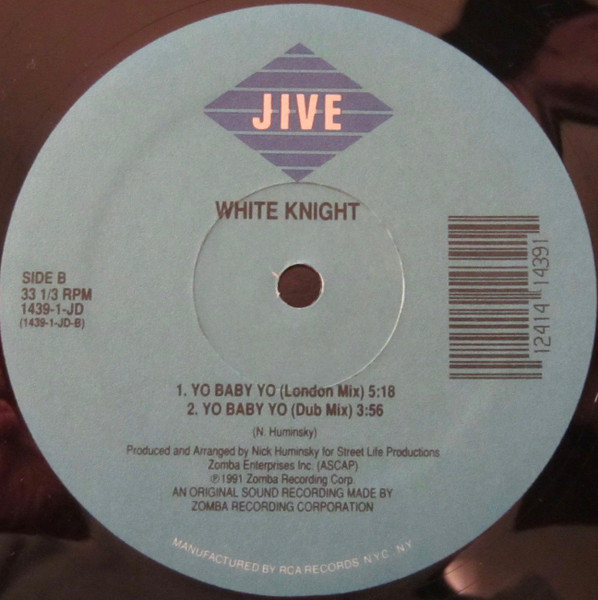 JIVE
WHITE KNIGHT
SIDE B
33 1/3 RPM
1439-1-JD
(1439-1-JD-B)
12414 14391
1. YO BABY YO (London Mix) 5:18
2. YO BABY YO (Dub Mix) 3:56
(N. Huminsky)
Produced and Arranged by Nick Huminsky for Street Life Productions
Zomba Enterprises Inc. (ASCAP)
℗1991 Zomba Recording Corp.
AN ORIGINAL SOUND RECORDING MADE BY
ZOMBA RECORDING CORPORATION
MANUFACTURED BY RCA RECORDS, N.Y.C., N.Y.